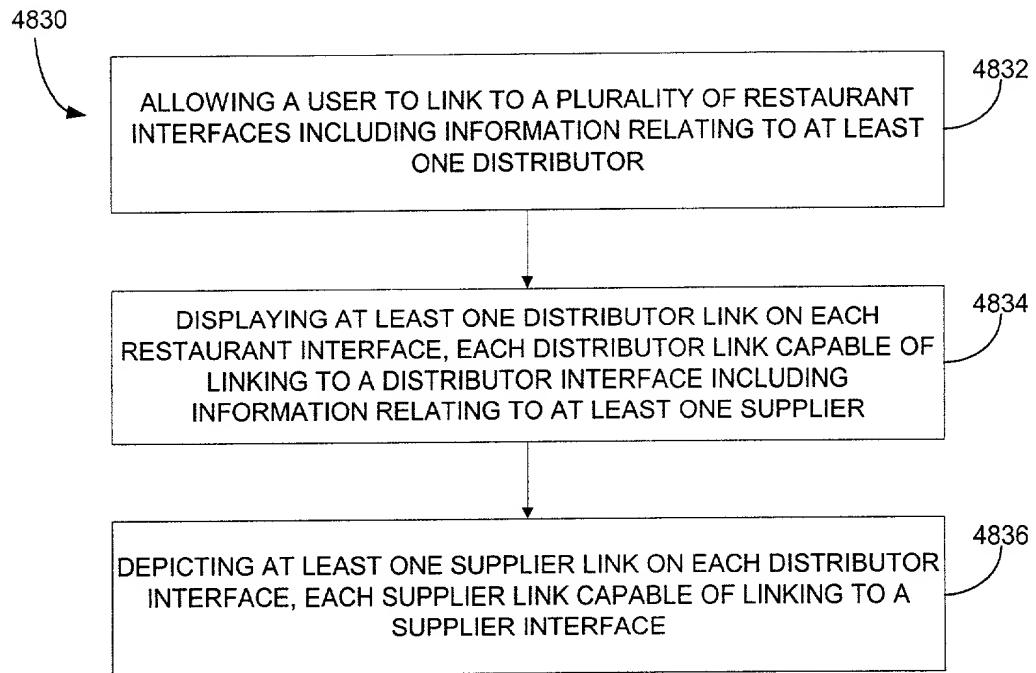 4830
4832
ALLOWING A USER TO LINK TO A PLURALITY OF RESTAURANT
INTERFACES INCLUDING INFORMATION RELATING TO AT LEAST
ONE DISTRIBUTOR
4834
DISPLAYING AT LEAST ONE DISTRIBUTOR LINK ON EACH
RESTAURANT INTERFACE, EACH DISTRIBUTOR LINK CAPABLE OF
LINKING TO A DISTRIBUTOR INTERFACE INCLUDING
INFORMATION RELATING TO AT LEAST ONE SUPPLIER
4836
DEPICTING AT LEAST ONE SUPPLIER LINK ON EACH DISTRIBUTOR
INTERFACE, EACH SUPPLIER LINK CAPABLE OF LINKING TO A
SUPPLIER INTERFACE